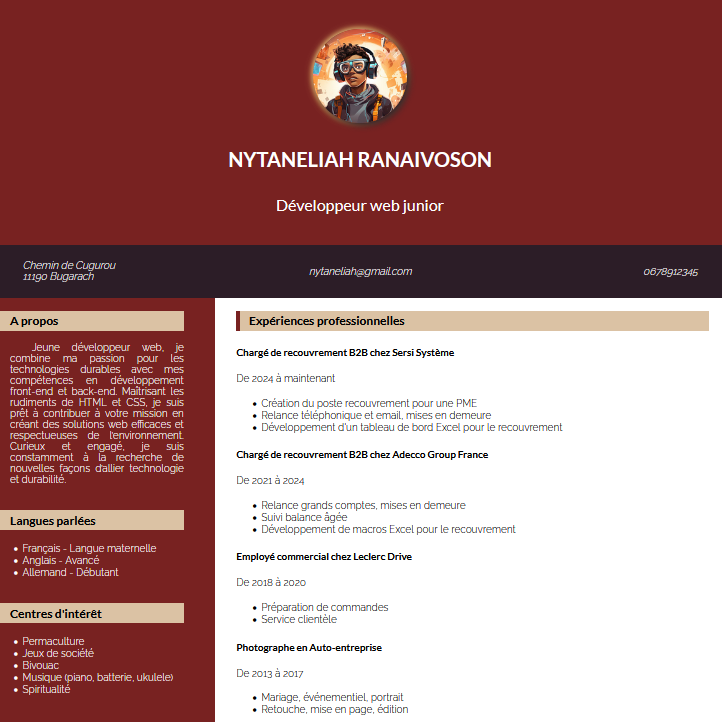 NYTANELIAH RANAIVOSON
Développeur web junior
Chemin de Cugurou
11190 Bugarach
nytaneliah@gmail.com
0678912345
A propos
Jeune développeur web, je
combine ma passion pour les
technologies durables avec mes
compétences en développement
front-end et back-end. Maîtrisant les
rudiments de HTML et CSS, je suis
prêt à contribuer à votre mission en
créant des solutions web efficaces et
respectueuses de l'environnement.
Curieux et engagé, je suis
constamment à la recherche de
nouvelles façons d'allier technologie
et durabilité.
Langues parlées
• Français - Langue maternelle
• Anglais - Avancé
• Allemand - Débutant
Centres d'intérêt
• Permaculture
• Jeux de société
• Bivouac
• Musique (piano, batterie, ukulele)
• Spiritualité
Expériences professionnelles
Chargé de recouvrement B2B chez Sersi Système
De 2024 à maintenant
• Création du poste recouvrement pour une PME
• Relance téléphonique et email, mises en demeure
• Développement d'un tableau de bord Excel pour le recouvrement
Chargé de recouvrement B2B chez Adecco Group France
De 2021 à 2024
• Relance grands comptes, mises en demeure
• Suivi balance âgée
• Développement de macros Excel pour le recouvrement
Employé commercial chez Leclerc Drive
De 2018 à 2020
• Préparation de commandes
• Service clientèle
Photographe en Auto-entreprise
De 2013 à 2017
• Mariage, événementiel, portrait
• Retouche, mise en page, édition